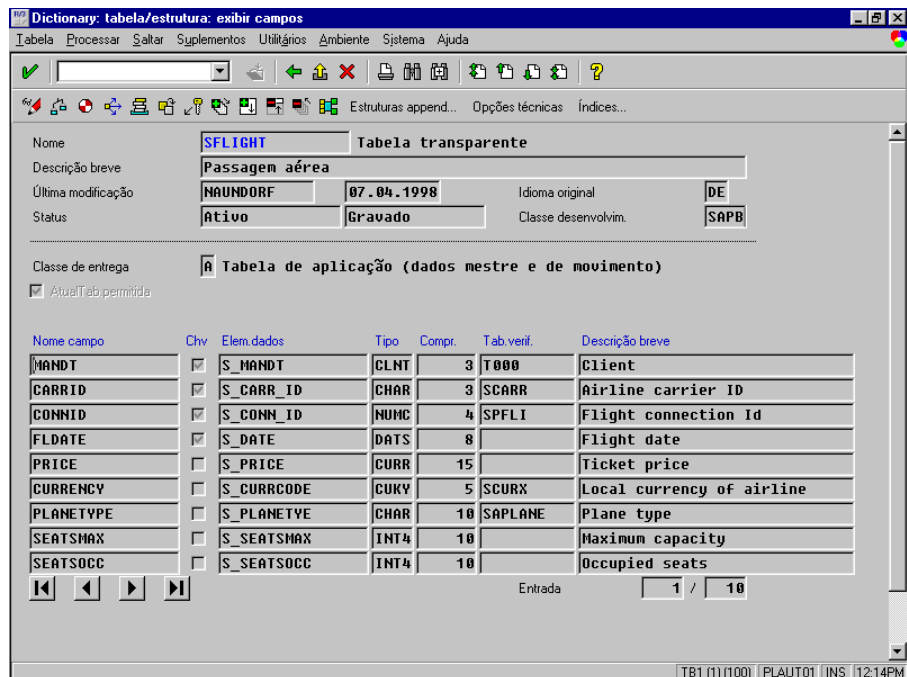 Dictionary: tabela/estrutura: exibir campos
Tabela Processar Saltar Suplementos Utilitários Ambiente Sistema Ajuda
Estruturas append... Opções técnicas Índices...
Nome SFLIGHT Tabela transparente
Descrição breve Passagem aérea
Última modificação NAUNDORF 07.04.1998 Idioma original DE
Status Ativo Gravado Classe desenvolvim. SAPB
Classe de entrega A Tabela de aplicação (dados mestre e de movimento)
AtualTab.permitida
Nome campo Chv Elem.dados Tipo Compr. Tab.verif. Descrição breve
MANDT S_MANDT CLNT 3 T000 Client
CARRID S_CARR_ID CHAR 3 SCARR Airline carrier ID
CONNID S_CONN_ID NUMC 4 SPFLI Flight connection Id
FLDATE S_DATE DATS 8 Flight date
PRICE S_PRICE CURR 15 Ticket price
CURRENCY S_CURRCODE CUKY 5 SCURX Local currency of airline
PLANETYPE S_PLANETYE CHAR 10 SAPLANE Plane type
SEATSMAX S_SEATSMAX INT4 10 Maximum capacity
SEATSOCC S_SEATSOCC INT4 10 Occupied seats
Entrada 1 / 10
TB1 (1) (100) PLAUT01 INS 12:14PM